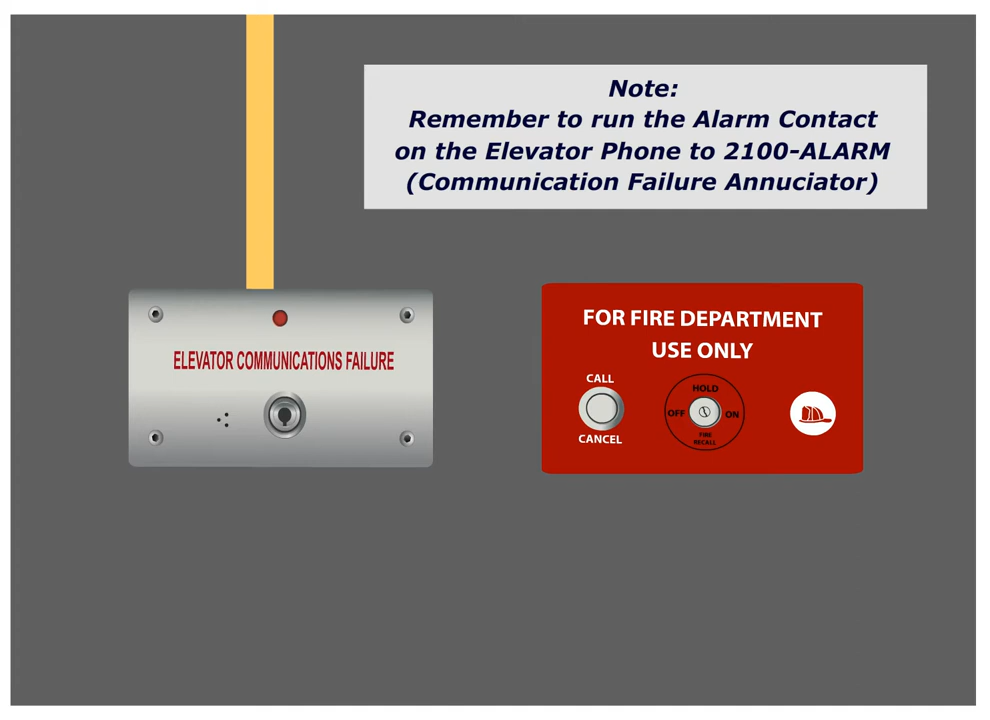 Note:
Remember to run the Alarm Contact
on the Elevator Phone to 2100-ALARM
(Communication Failure Annuciator)
ELEVATOR COMMUNICATIONS FAILURE
FOR FIRE DEPARTMENT
USE ONLY
CALL
CANCEL
HOLD
OFF
ON
FIRE
RECALL